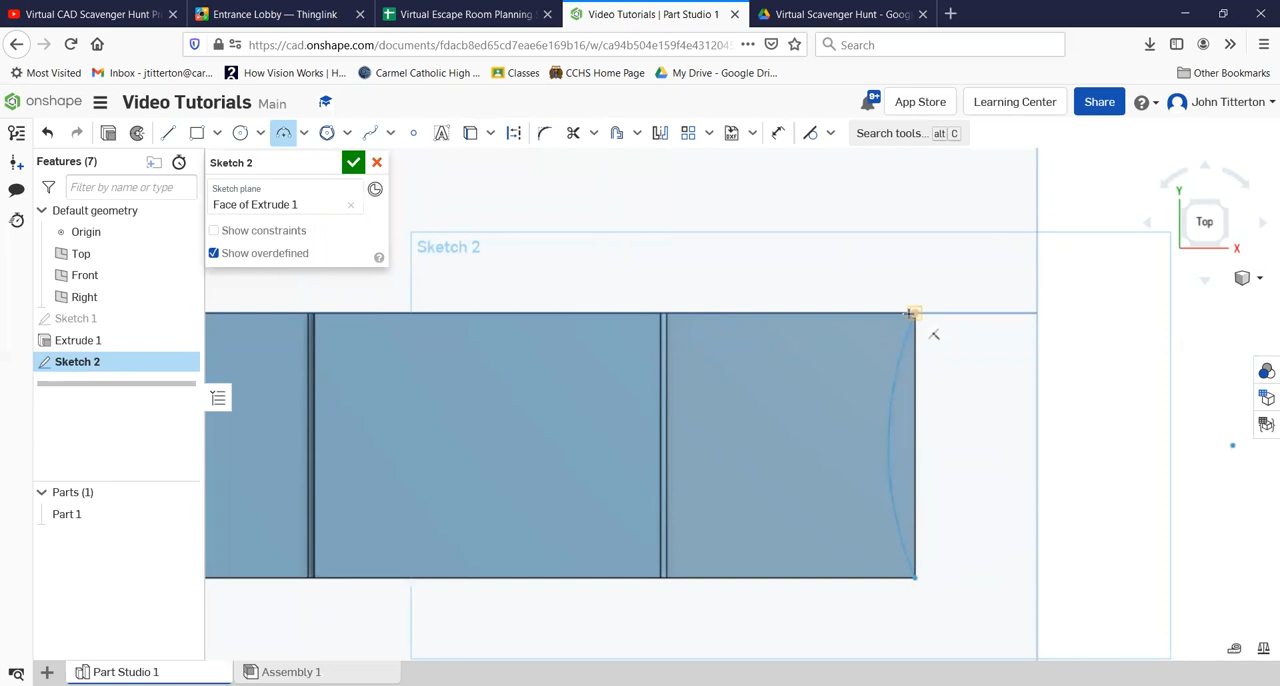 Virtual CAD Scavenger Hunt Pr
Entrance Lobby — Thinglink
Virtual Escape Room Planning
Video Tutorials | Part Studio 1
Virtual Scavenger Hunt - Goog
https://cad.onshape.com/documents/fdacb8ed65cd7eae6e169b16/w/ca94b504e159f4e431204
Search
Most Visited
Inbox - jtitterton@car...
How Vision Works | H...
Carmel Catholic High ...
Classes
CCHS Home Page
My Drive - Google Dri...
Other Bookmarks
onshape
Video Tutorials Main
9+
App Store
Learning Center
Share
John Titterton
Search tools... alt C
Features (7)
Filter by name or type
Default geometry
Origin
Top
Front
Right
Sketch 1
Extrude 1
Sketch 2
Parts (1)
Part 1
Sketch 2
Sketch plane
Face of Extrude 1
Show constraints
Show overdefined
Sketch 2
Y
Top
X
Part Studio 1
Assembly 1